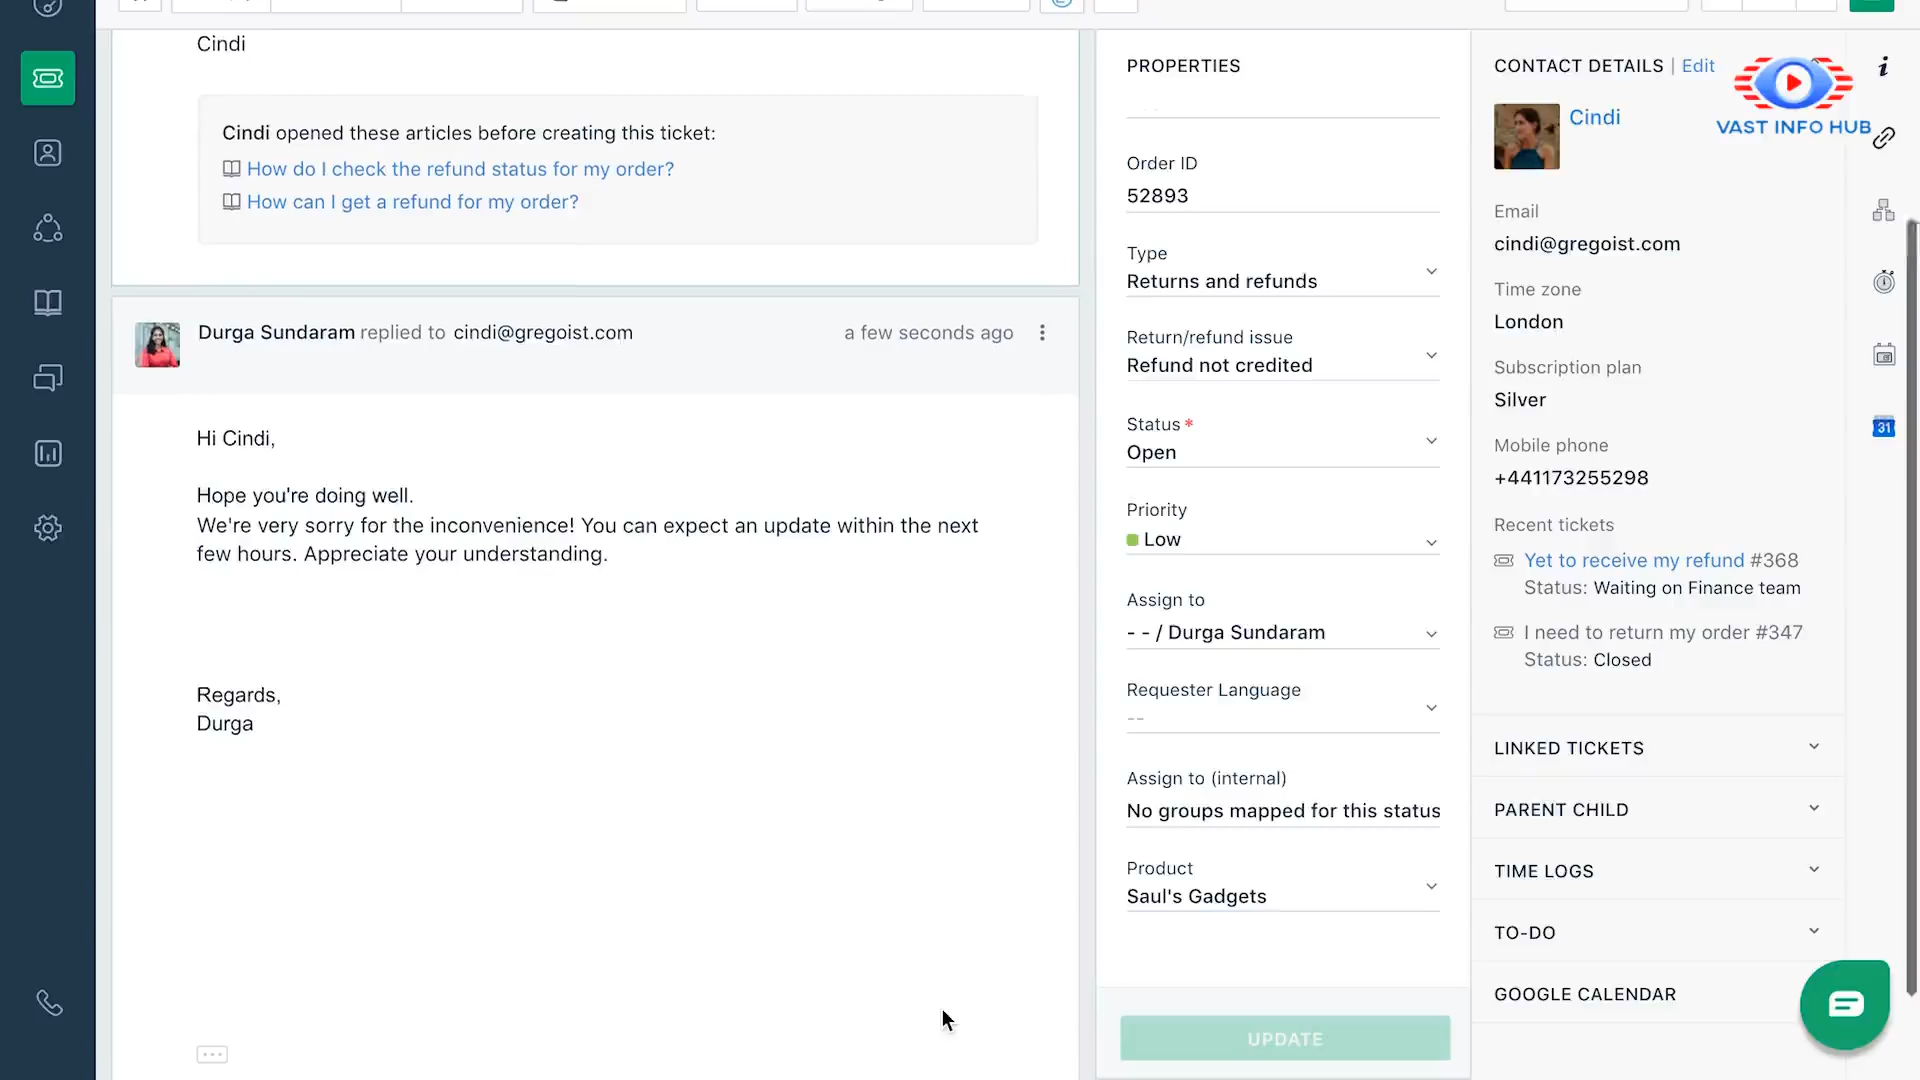 Cindi
Cindi opened these articles before creating this ticket:
How do I check the refund status for my order?
How can I get a refund for my order?
Durga Sundaram replied to cindi@gregoist.com
a few seconds ago
Hi Cindi,
Hope you're doing well.
We're very sorry for the inconvenience! You can expect an update within the next
few hours. Appreciate your understanding.
Regards,
Durga
PROPERTIES
Order ID
52893
Type
Returns and refunds
Return/refund issue
Refund not credited
Status *
Open
Priority
Low
Assign to
- - / Durga Sundaram
Requester Language
--
Assign to (internal)
No groups mapped for this status
Product
Saul's Gadgets
UPDATE
CONTACT DETAILS | Edit
Cindi
VAST INFO HUB
Email
cindi@gregoist.com
Time zone
London
Subscription plan
Silver
Mobile phone
+441173255298
Recent tickets
Yet to receive my refund #368
Status: Waiting on Finance team
I need to return my order #347
Status: Closed
LINKED TICKETS
PARENT CHILD
TIME LOGS
TO-DO
GOOGLE CALENDAR
i
31